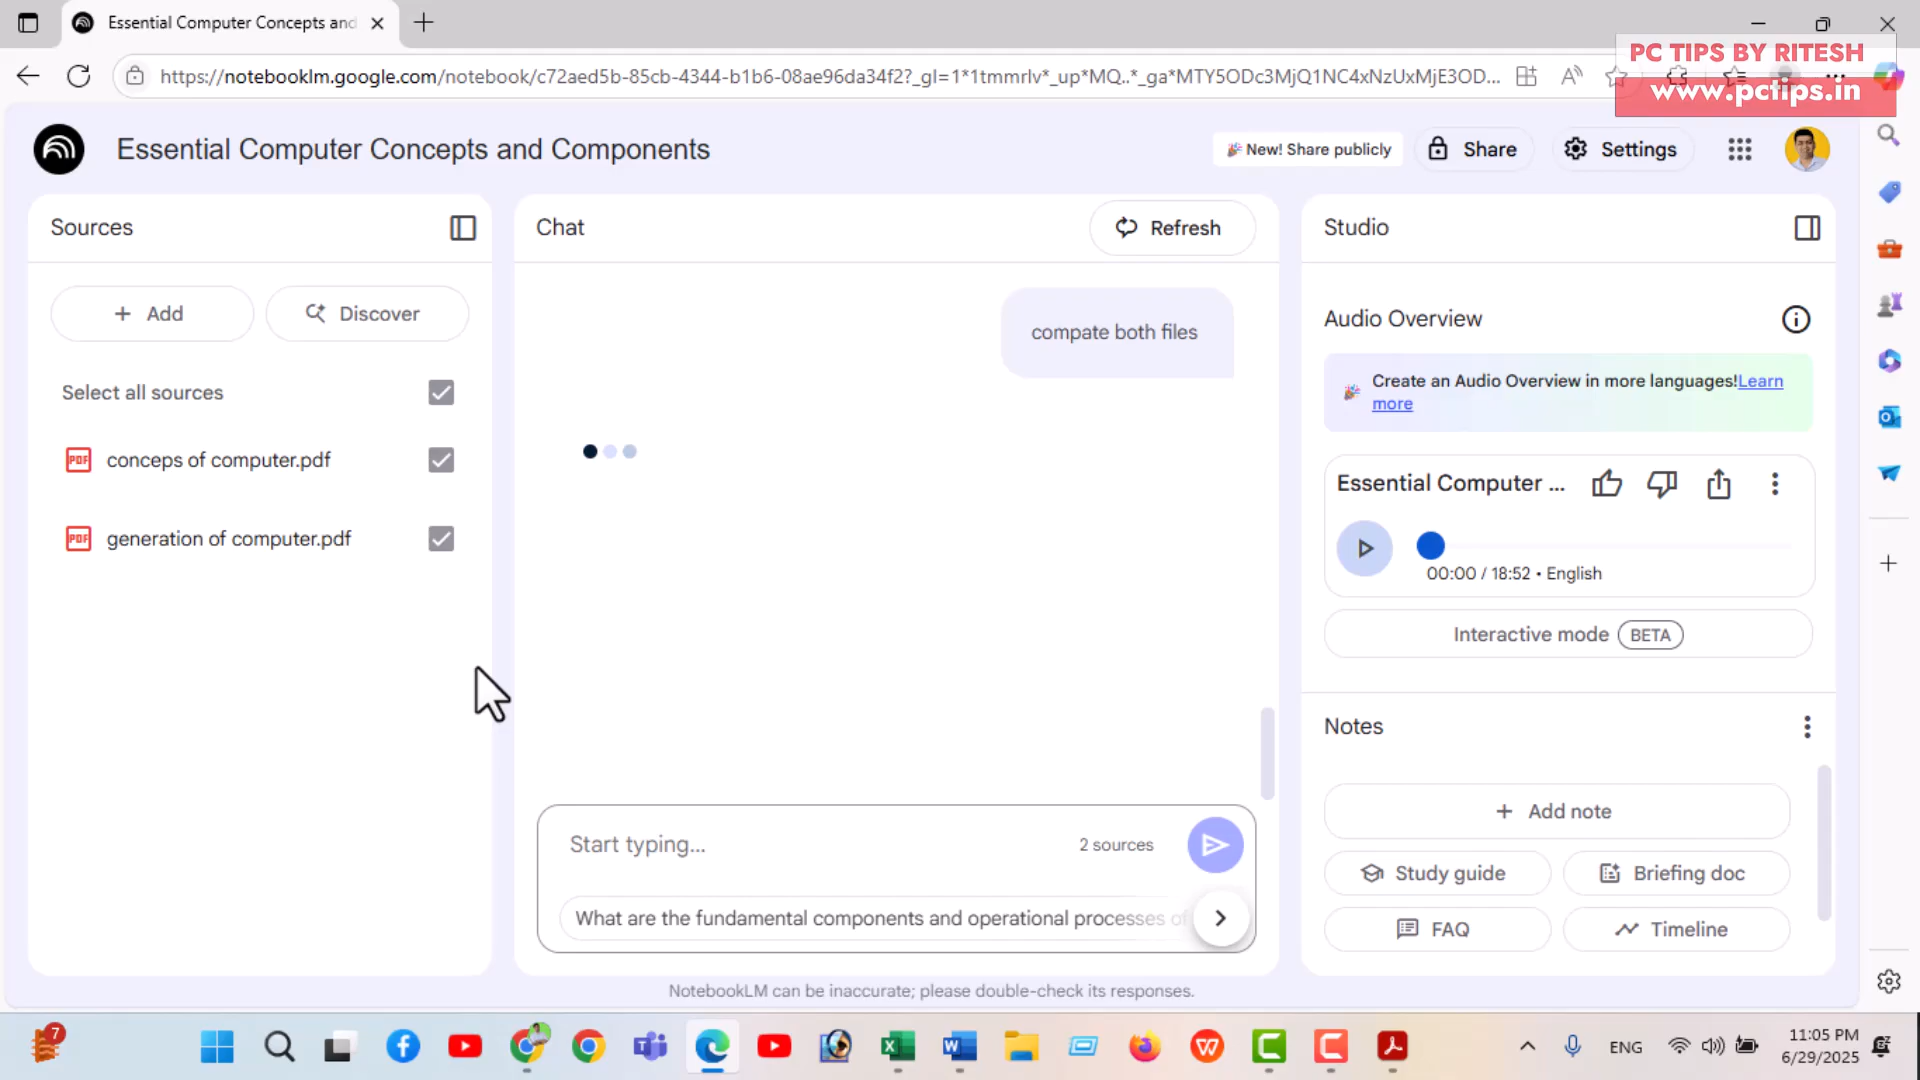 Essential Computer Concepts and
PC TIPS BY RITESH
www.pctips.in
https://notebooklm.google.com/notebook/c72aed5b-85cb-4344-b1b6-08ae96da34f2?_gl=1*1tmmrlv*_up*MQ..*_ga*MTY5ODc3MjQ1NC4xNzUxMjE3OD...
Essential Computer Concepts and Components
New! Share publicly
Share
Settings
Sources
Chat
Refresh
Studio
Add
Discover
compate both files
Audio Overview
Create an Audio Overview in more languages!Learn
more
Select all sources
PDF conceps of computer.pdf
PDF generation of computer.pdf
Essential Computer ...
00:00 / 18:52 • English
Interactive mode BETA
Notes
Add note
Start typing...
2 sources
Study guide
Briefing doc
What are the fundamental components and operational processes of
FAQ
Timeline
NotebookLM can be inaccurate; please double-check its responses.
7
ENG
11:05 PM
6/29/2025